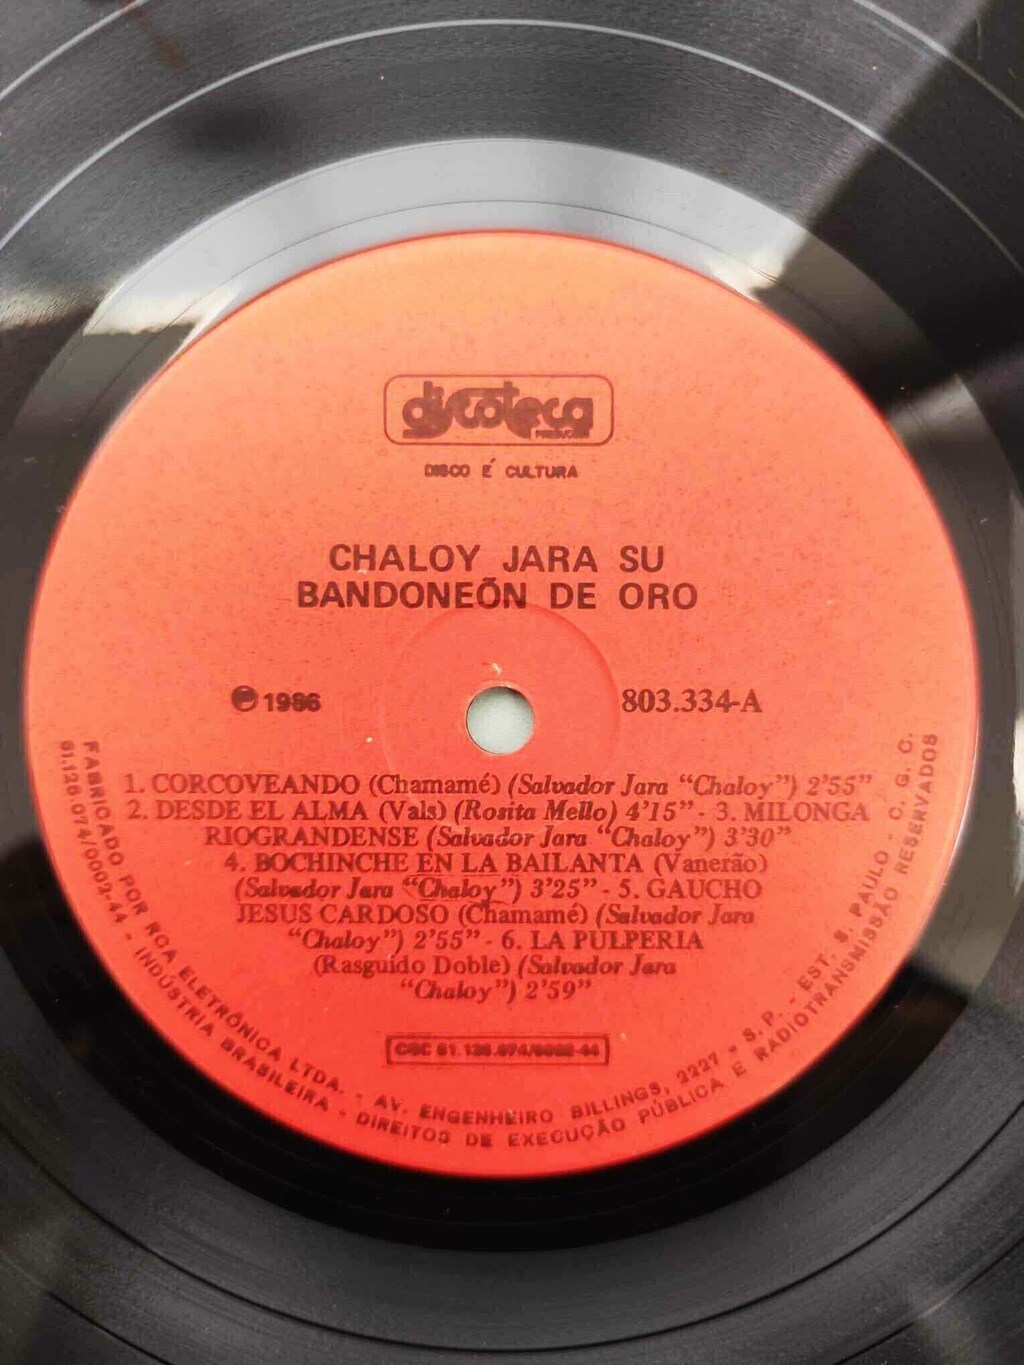 discoteca
DISCO É CULTURA
CHALOY JARA SU
BANDONEÕN DE ORO
℗ 1986
803.334-A
1. CORCOVEANDO (Chamamé) (Salvador Jara "Chaloy") 2'55"
2. DESDE EL ALMA (Vals) (Rosita Mello) 4'15" - 3. MILONGA
RIOGRANDENSE (Salvador Jara "Chaloy") 3'30"
4. BOCHINCHE EN LA BAILANTA (Vanerão)
(Salvador Jara "Chaloy") 3'25" - 5. GAUCHO
JESUS CARDOSO (Chamamé) (Salvador Jara
"Chaloy") 2'55" - 6. LA PULPERIA
(Rasguido Doble) (Salvador Jara
"Chaloy") 2'59"
CGC 61.126.074/0002-44
FABRICADO POR RCA ELETRÔNICA LTDA. - AV. ENGENHEIRO BILLINGS, 2227 - S. P. - EST. S. PAULO - C. G. C.
61.126.074/0002-44 - INDÚSTRIA BRASILEIRA - DIREITOS DE EXECUÇÃO PÚBLICA E RADIOTRANSMISSÃO RESERVADOS